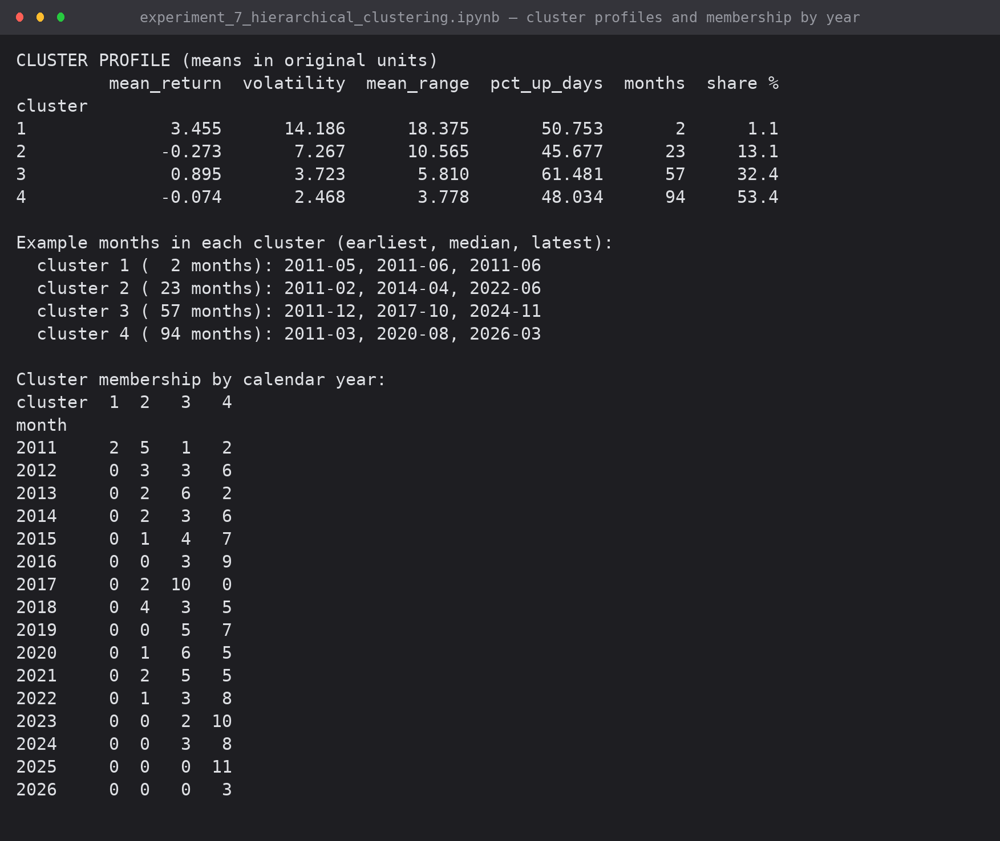 experiment_7_hierarchical_clustering.ipynb — cluster profiles and membership by year
CLUSTER PROFILE (means in original units)
         mean_return  volatility  mean_range  pct_up_days  months  share %
cluster
1              3.455      14.186      18.375       50.753       2      1.1
2             -0.273       7.267      10.565       45.677      23     13.1
3              0.895       3.723       5.810       61.481      57     32.4
4             -0.074       2.468       3.778       48.034      94     53.4
Example months in each cluster (earliest, median, latest):
  cluster 1 (  2 months): 2011-05, 2011-06, 2011-06
  cluster 2 ( 23 months): 2011-02, 2014-04, 2022-06
  cluster 3 ( 57 months): 2011-12, 2017-10, 2024-11
  cluster 4 ( 94 months): 2011-03, 2020-08, 2026-03
Cluster membership by calendar year:
cluster  1  2   3   4
month
2011     2  5   1   2
2012     0  3   3   6
2013     0  2   6   2
2014     0  2   3   6
2015     0  1   4   7
2016     0  0   3   9
2017     0  2  10   0
2018     0  4   3   5
2019     0  0   5   7
2020     0  1   6   5
2021     0  2   5   5
2022     0  1   3   8
2023     0  0   2  10
2024     0  0   3   8
2025     0  0   0  11
2026     0  0   0   3